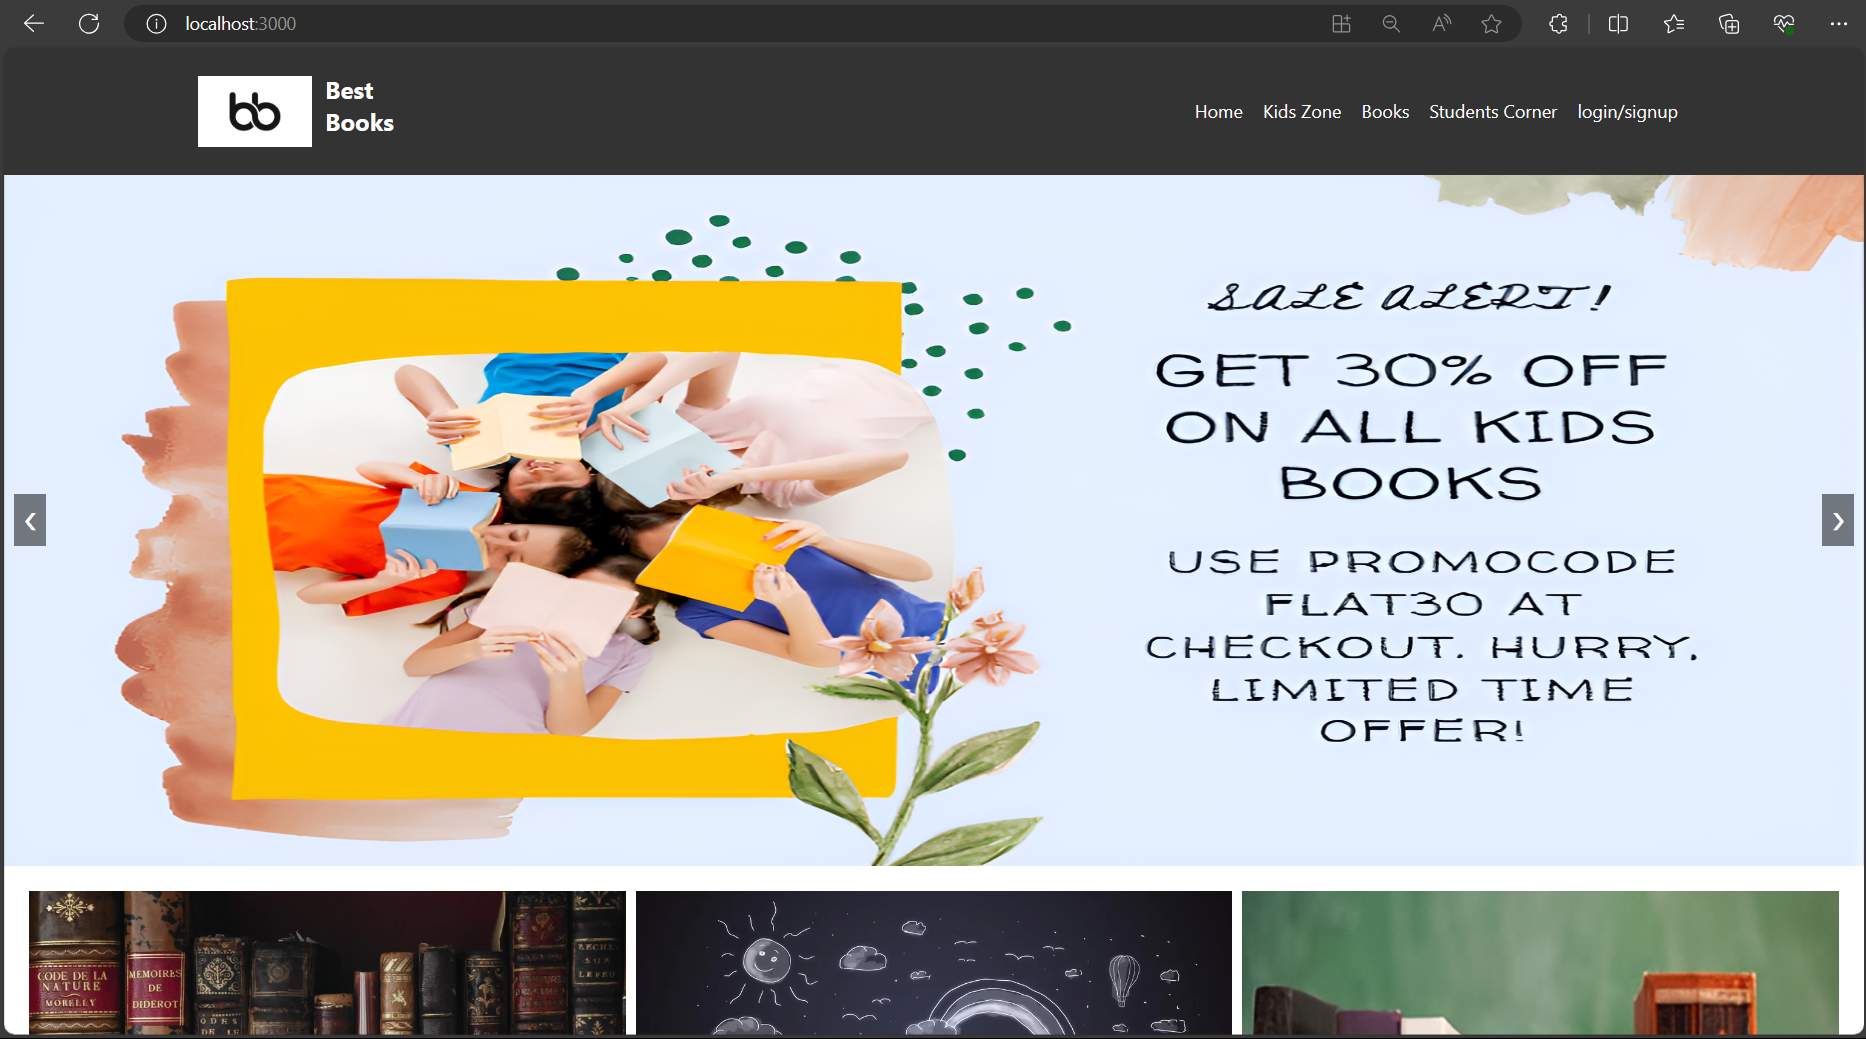 localhost:3000
bb
Best
Books
Home Kids Zone Books Students Corner login/signup
SALE ALERT!
GET 30% OFF
ON ALL KIDS
BOOKS
USE PROMOCODE
FLAT30 AT
CHECKOUT. HURRY,
LIMITED TIME
OFFER!
CODE DE LA
NATURE
MORELLY
MEMOIRES
DE
DIDEROT